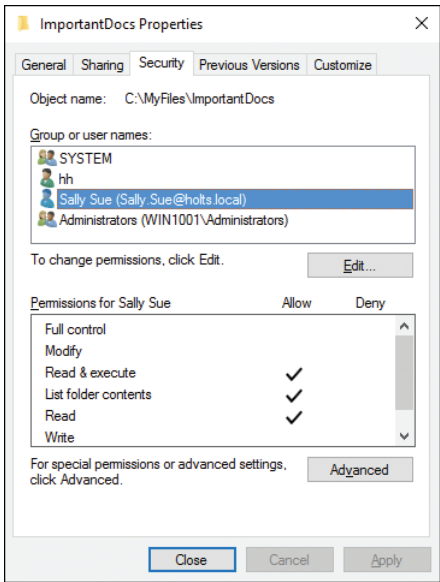 ImportantDocs Properties
General Sharing Security Previous Versions Customize
Object name: C:\MyFiles\ImportantDocs
Group or user names:
SYSTEM
hh
Sally Sue (Sally.Sue@holts.local)
Administrators (WIN1001\Administrators)
To change permissions, click Edit.
Edit...
Permissions for Sally Sue Allow Deny
Full control
Modify
Read & execute
List folder contents
Read
Write
For special permissions or advanced settings,
click Advanced.
Advanced
Close Cancel Apply